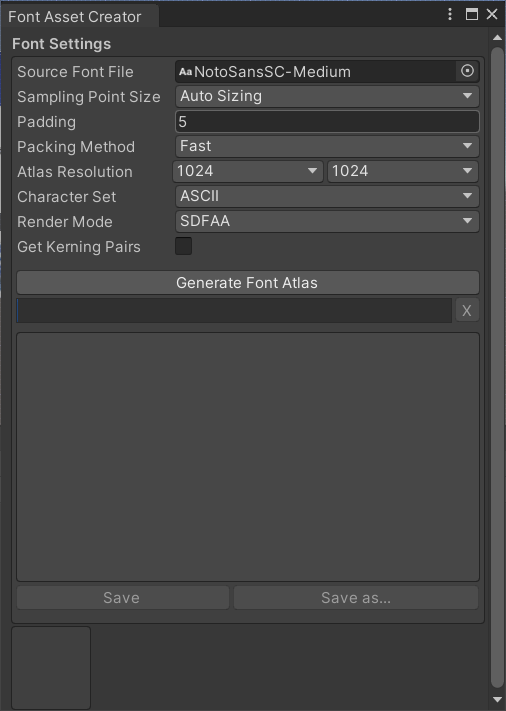 Font Asset Creator
Font Settings
Source Font File Aa NotoSansSC-Medium
Sampling Point Size Auto Sizing
Padding 5
Packing Method Fast
Atlas Resolution 1024 1024
Character Set ASCII
Render Mode SDFAA
Get Kerning Pairs
Generate Font Atlas
X
Save Save as...